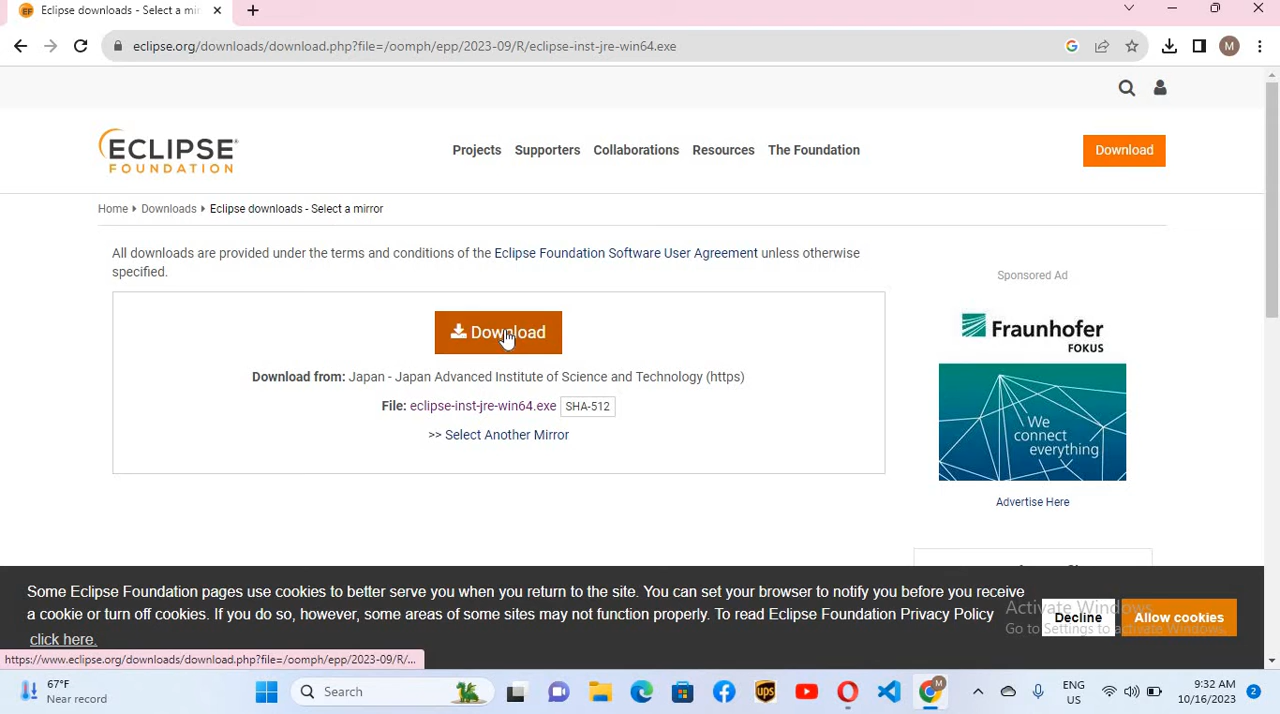 Eclipse downloads - Select a mir
eclipse.org/downloads/download.php?file=/oomph/epp/2023-09/R/eclipse-inst-jre-win64.exe
M
ECLIPSE
FOUNDATION
Projects
Supporters
Collaborations
Resources
The Foundation
Download
Home
Downloads
Eclipse downloads - Select a mirror
All downloads are provided under the terms and conditions of the Eclipse Foundation Software User Agreement unless otherwise
specified.
Sponsored Ad
Download
Fraunhofer
FOKUS
Download from: Japan - Japan Advanced Institute of Science and Technology (https)
File: eclipse-inst-jre-win64.exe SHA-512
>> Select Another Mirror
We
connect
everything
Advertise Here
Some Eclipse Foundation pages use cookies to better serve you when you return to the site. You can set your browser to notify you before you receive
a cookie or turn off cookies. If you do so, however, some areas of some sites may not function properly. To read Eclipse Foundation Privacy Policy
click here.
Decline
Allow cookies
Activate Windows
Go to Settings to activate Windows.
https://www.eclipse.org/downloads/download.php?file=/oomph/epp/2023-09/R/...
67°F
Near record
Search
ups
M
ENG
US
9:32 AM
10/16/2023
2